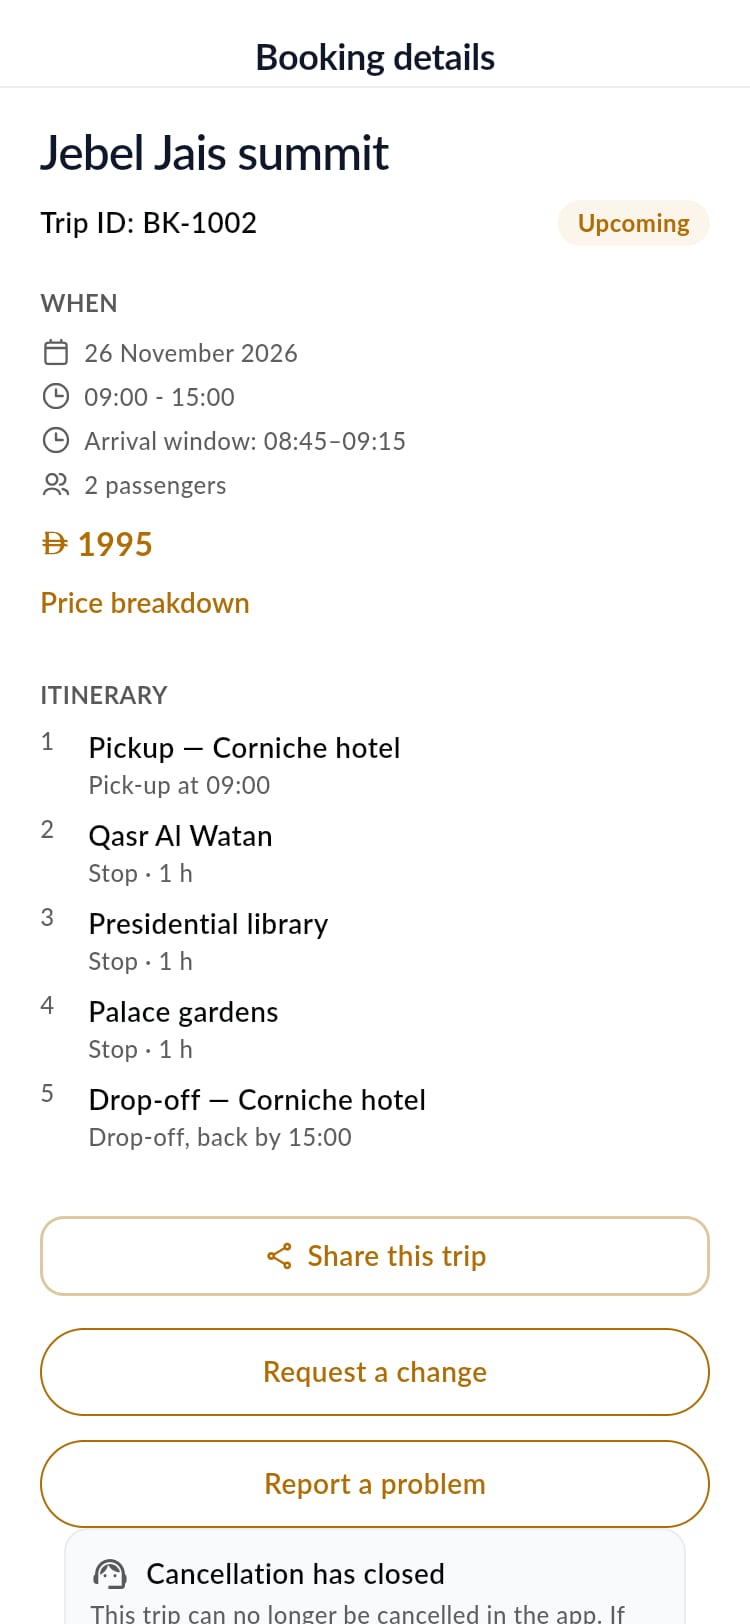 Booking details
Jebel Jais summit
Trip ID: BK-1002
Upcoming
WHEN
26 November 2026
09:00 - 15:00
Arrival window: 08:45–09:15
2 passengers
1995
Price breakdown
ITINERARY
1
Pickup — Corniche hotel
Pick-up at 09:00
2
Qasr Al Watan
Stop · 1 h
3
Presidential library
Stop · 1 h
4
Palace gardens
Stop · 1 h
5
Drop-off — Corniche hotel
Drop-off, back by 15:00
Share this trip
Request a change
Report a problem
Cancellation has closed
This trip can no longer be cancelled in the app. If